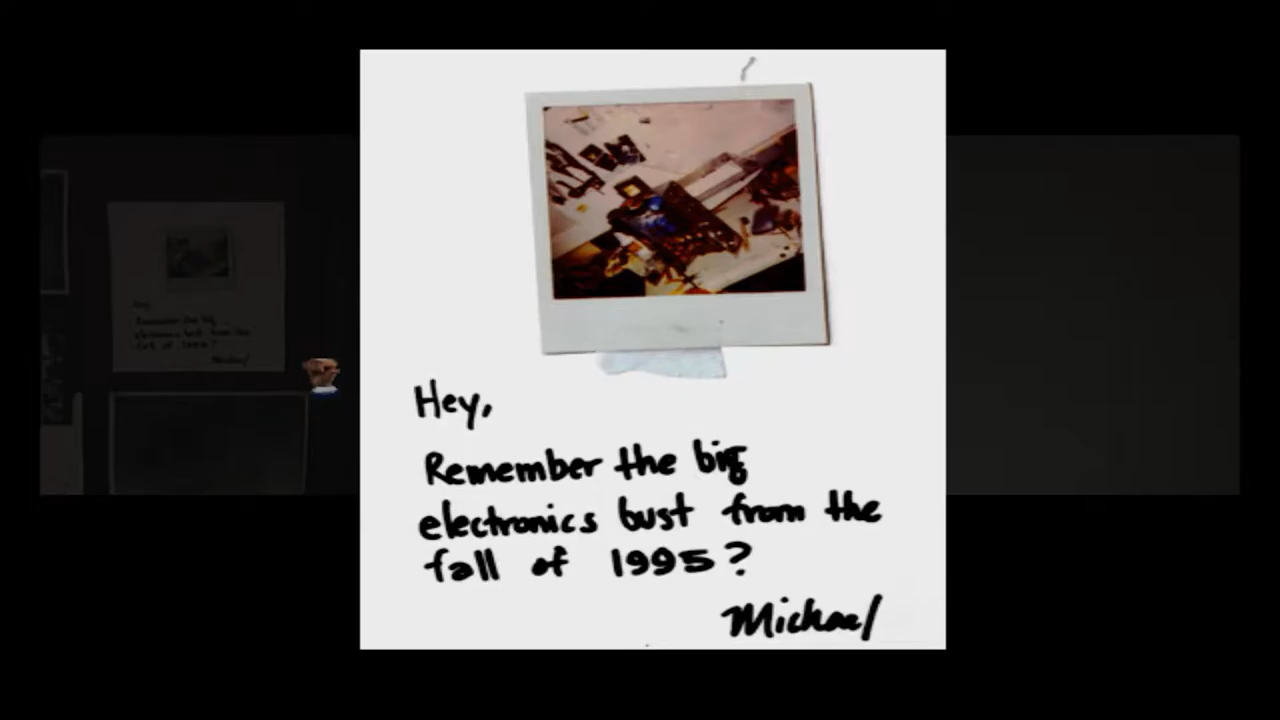 Hey,
Remember the big
electronics bust from the
fall of 1995?
Michael